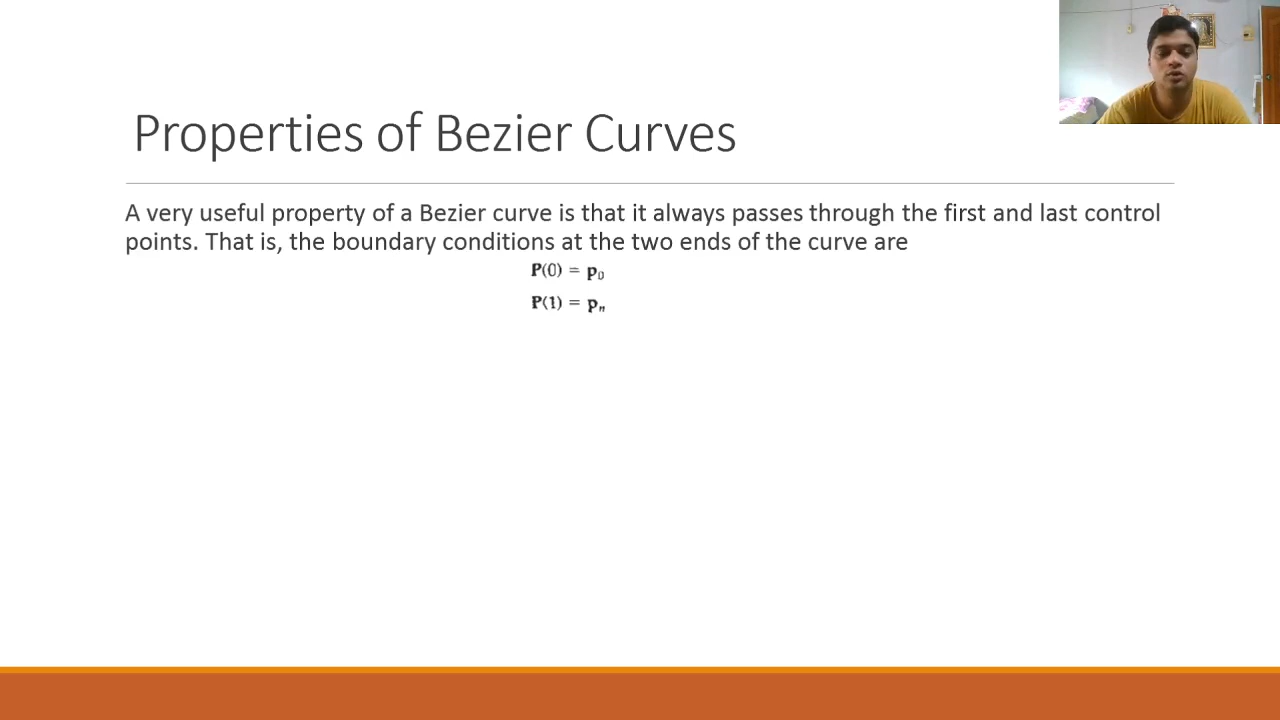 Properties of Bezier Curves
A very useful property of a Bezier curve is that it always passes through the first and last control
points. That is, the boundary conditions at the two ends of the curve are
P(0) = p₀
P(1) = pₙ